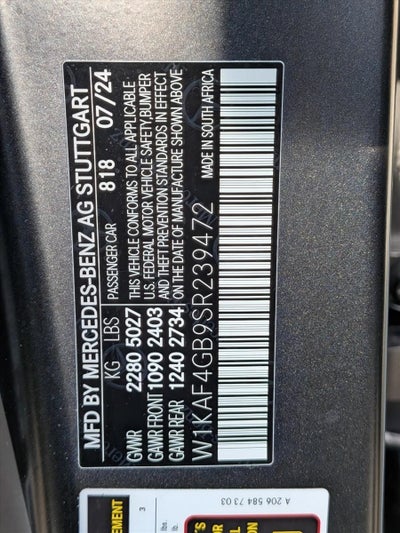 MFD BY MERCEDES-BENZ AG STUTTGART
PASSENGER CAR 818 07/24
KG LBS
GVWR 2280 5027
GAWR FRONT 1090 2403
GAWR REAR 1240 2734
THIS VEHICLE CONFORMS TO ALL APPLICABLE
U.S. FEDERAL MOTOR VEHICLE SAFETY,BUMPER
AND THEFT PREVENTION STANDARDS IN EFFECT
ON THE DATE OF MANUFACTURE SHOWN ABOVE
MADE IN SOUTH AFRICA
W1KAF4GB9SR239472
A 206 584 73 03
3
lbs.
lb.